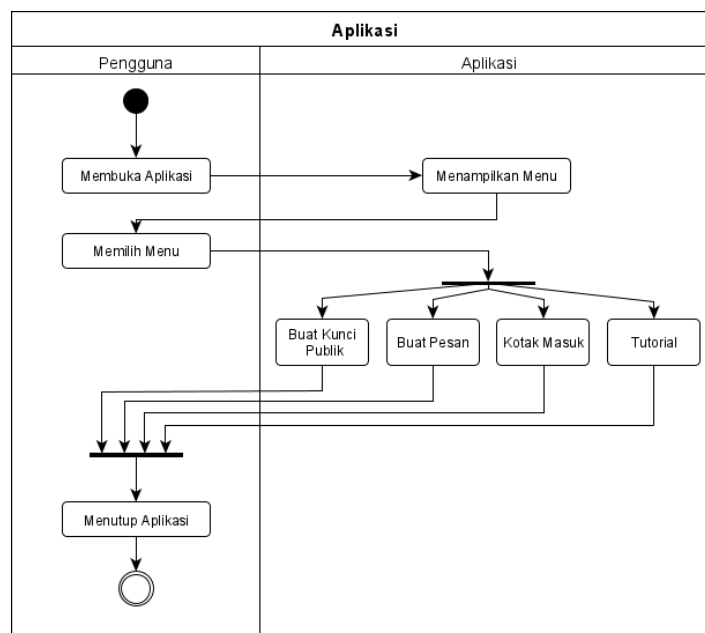 Aplikasi
Pengguna
Aplikasi
Membuka Aplikasi
Menampilkan Menu
Memilih Menu
Buat Kunci
Publik
Buat Pesan
Kotak Masuk
Tutorial
Menutup Aplikasi